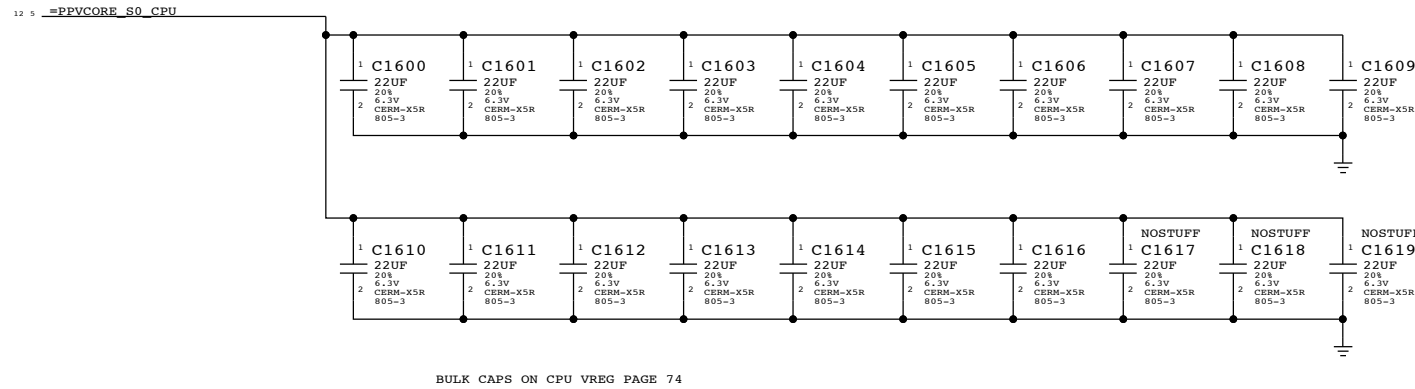 12 5 =PPVCORE_S0_CPU
1 C1600 1 C1601 1 C1602 1 C1603 1 C1604 1 C1605 1 C1606 1 C1607 1 C1608 1 C1609
22UF 22UF 22UF 22UF 22UF 22UF 22UF 22UF 22UF 22UF
20% 20% 20% 20% 20% 20% 20% 20% 20% 20%
2 6.3V 2 6.3V 2 6.3V 2 6.3V 2 6.3V 2 6.3V 2 6.3V 2 6.3V 2 6.3V 2 6.3V
CERM-X5R CERM-X5R CERM-X5R CERM-X5R CERM-X5R CERM-X5R CERM-X5R CERM-X5R CERM-X5R CERM-X5R
805-3 805-3 805-3 805-3 805-3 805-3 805-3 805-3 805-3 805-3
NOSTUFF NOSTUFF NOSTUFF
1 C1610 1 C1611 1 C1612 1 C1613 1 C1614 1 C1615 1 C1616 1 C1617 1 C1618 1 C1619
22UF 22UF 22UF 22UF 22UF 22UF 22UF 22UF 22UF 22UF
20% 20% 20% 20% 20% 20% 20% 20% 20% 20%
2 6.3V 2 6.3V 2 6.3V 2 6.3V 2 6.3V 2 6.3V 2 6.3V 2 6.3V 2 6.3V 2 6.3V
CERM-X5R CERM-X5R CERM-X5R CERM-X5R CERM-X5R CERM-X5R CERM-X5R CERM-X5R CERM-X5R CERM-X5R
805-3 805-3 805-3 805-3 805-3 805-3 805-3 805-3 805-3 805-3
BULK CAPS ON CPU VREG PAGE 74